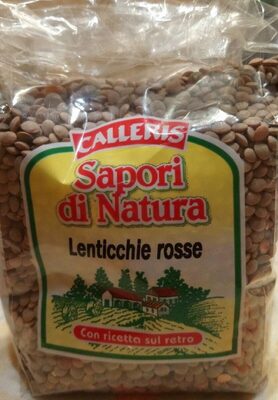 CALLERIS
Sapori
di Natura
Lenticchie rosse
Con ricetta sul retro